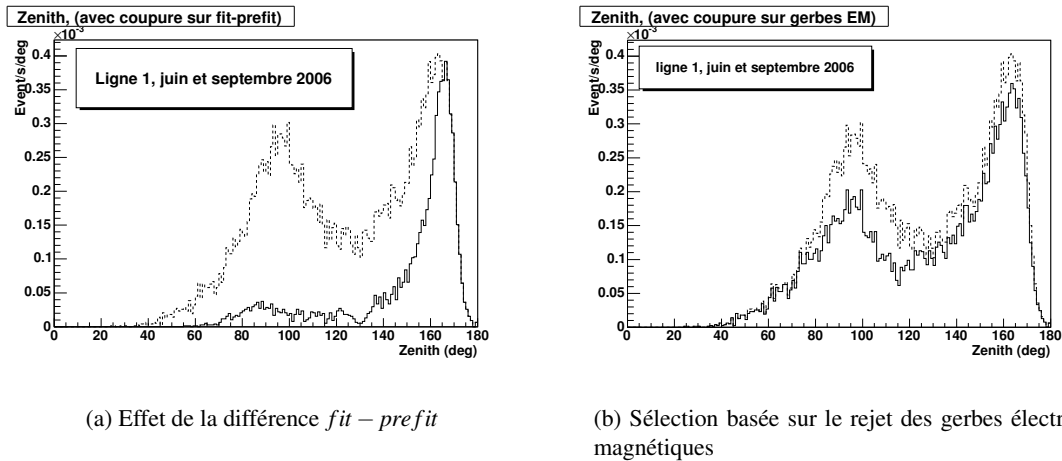 Zenith, (avec coupure sur fit-prefit)
×10⁻³
Event/s/deg
0.4
0.35
0.3
0.25
0.2
0.15
0.1
0.05
0
Ligne 1, juin et septembre 2006
0 20 40 60 80 100 120 140 160 180
Zenith (deg)
Zenith, (avec coupure sur gerbes EM)
×10⁻³
Event/s/deg
0.4
0.35
0.3
0.25
0.2
0.15
0.1
0.05
0
ligne 1, juin et septembre 2006
0 20 40 60 80 100 120 140 160 180
Zenith (deg)
(a) Effet de la différence fit − prefit
(b) Sélection basée sur le rejet des gerbes électr
magnétiques